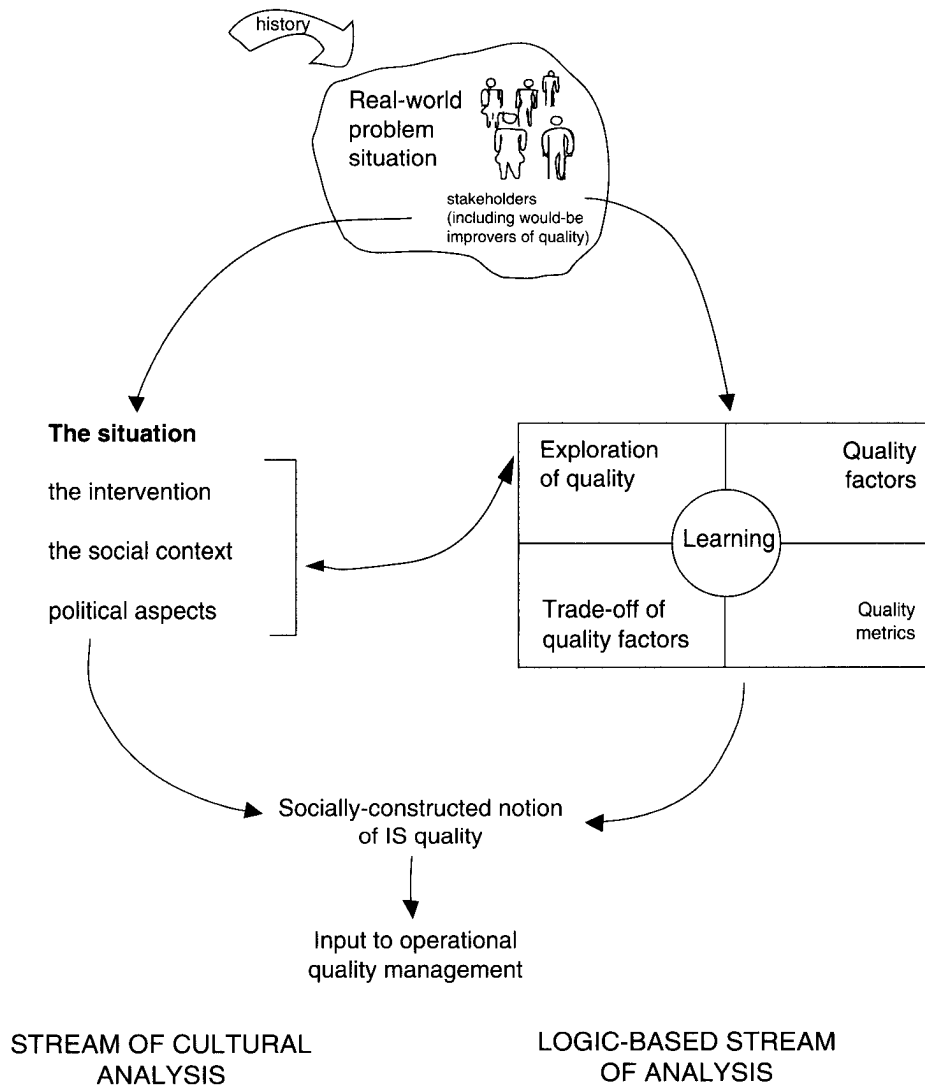 history
Real-world
problem
situation
stakeholders
(including would-be
improvers of quality)
The situation
the intervention
the social context
political aspects
Exploration
of quality
Quality
factors
Learning
Trade-off of
quality factors
Quality
metrics
Socially-constructed notion
of IS quality
Input to operational
quality management
STREAM OF CULTURAL
ANALYSIS
LOGIC-BASED STREAM
OF ANALYSIS